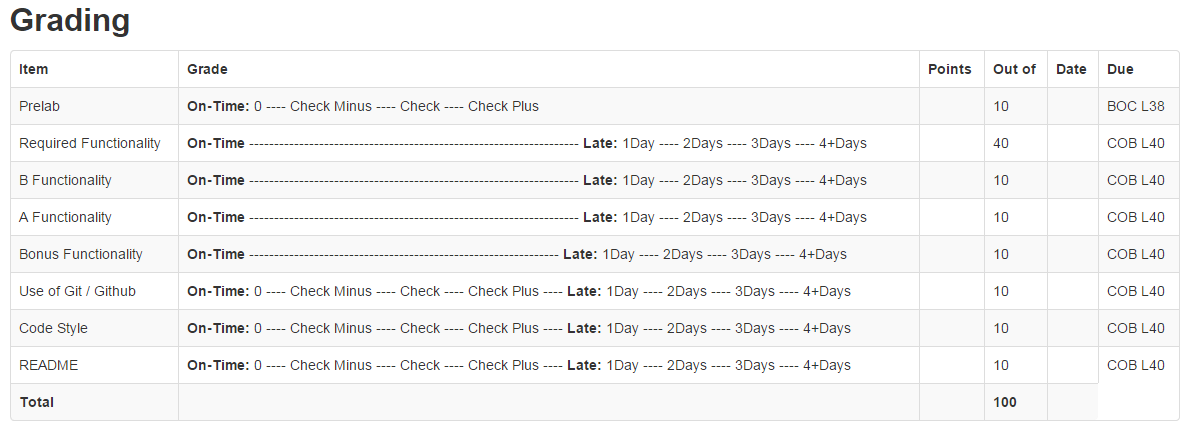 Grading
Item Grade Points Out of Date Due
Prelab On-Time: 0 ---- Check Minus ---- Check ---- Check Plus 10 BOC L38
Required Functionality On-Time ------------------------------------------------------------------ Late: 1Day ---- 2Days ---- 3Days ---- 4+Days 40 COB L40
B Functionality On-Time ------------------------------------------------------------------ Late: 1Day ---- 2Days ---- 3Days ---- 4+Days 10 COB L40
A Functionality On-Time ------------------------------------------------------------------ Late: 1Day ---- 2Days ---- 3Days ---- 4+Days 10 COB L40
Bonus Functionality On-Time -------------------------------------------------------------- Late: 1Day ---- 2Days ---- 3Days ---- 4+Days 10 COB L40
Use of Git / Github On-Time: 0 ---- Check Minus ---- Check ---- Check Plus ---- Late: 1Day ---- 2Days ---- 3Days ---- 4+Days 10 COB L40
Code Style On-Time: 0 ---- Check Minus ---- Check ---- Check Plus ---- Late: 1Day ---- 2Days ---- 3Days ---- 4+Days 10 COB L40
README On-Time: 0 ---- Check Minus ---- Check ---- Check Plus ---- Late: 1Day ---- 2Days ---- 3Days ---- 4+Days 10 COB L40
Total 100